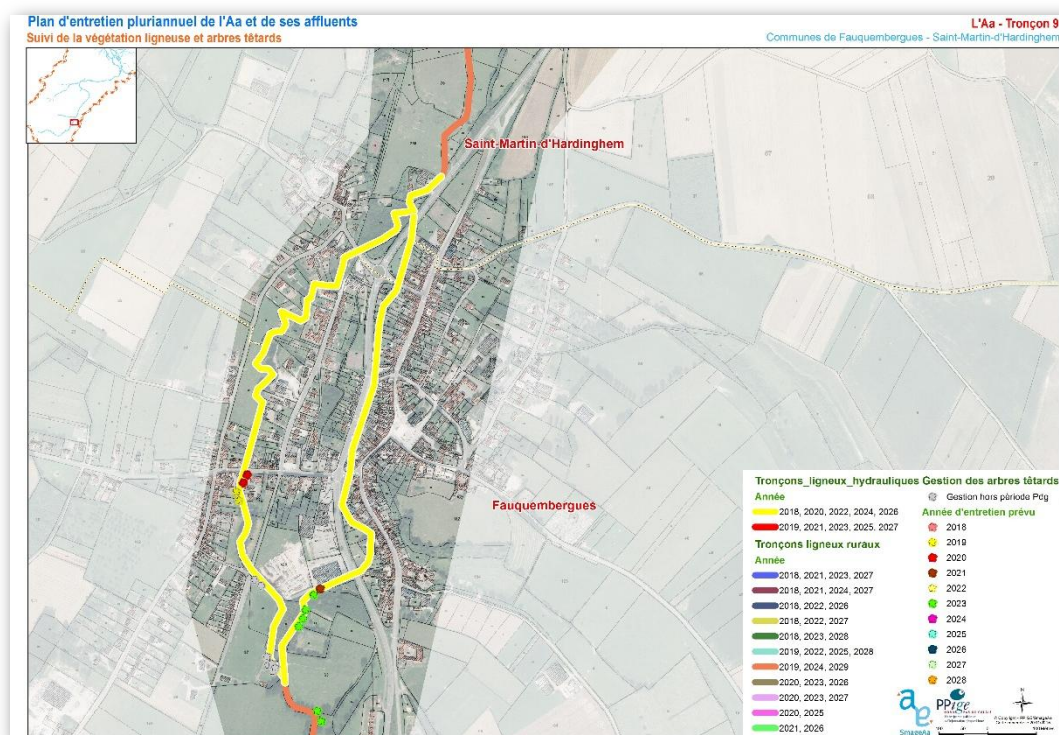 Plan d'entretien pluriannuel de l'Aa et de ses affluents
Suivi de la végétation ligneuse et arbres têtards
L'Aa - Tronçon 9
Communes de Fauquembergues - Saint-Martin-d'Hardinghem
Saint-Martin-d'Hardinghem
Fauquembergues
Tronçons_ligneux_hydrauliques
Année
2018, 2020, 2022, 2024, 2026
2019, 2021, 2023, 2025, 2027
Tronçons ligneux ruraux
Année
2018, 2021, 2023, 2027
2018, 2021, 2024, 2027
2018, 2022, 2026
2018, 2022, 2027
2018, 2023, 2028
2019, 2022, 2025, 2028
2019, 2024, 2029
2020, 2023, 2026
2020, 2023, 2027
2020, 2025
2021, 2026
Gestion des arbres têtards
Gestion hors période Pdg
Année d'entretien prévu
2018
2019
2020
2021
2022
2023
2024
2025
2026
2027
2028
SmageAa
PPige